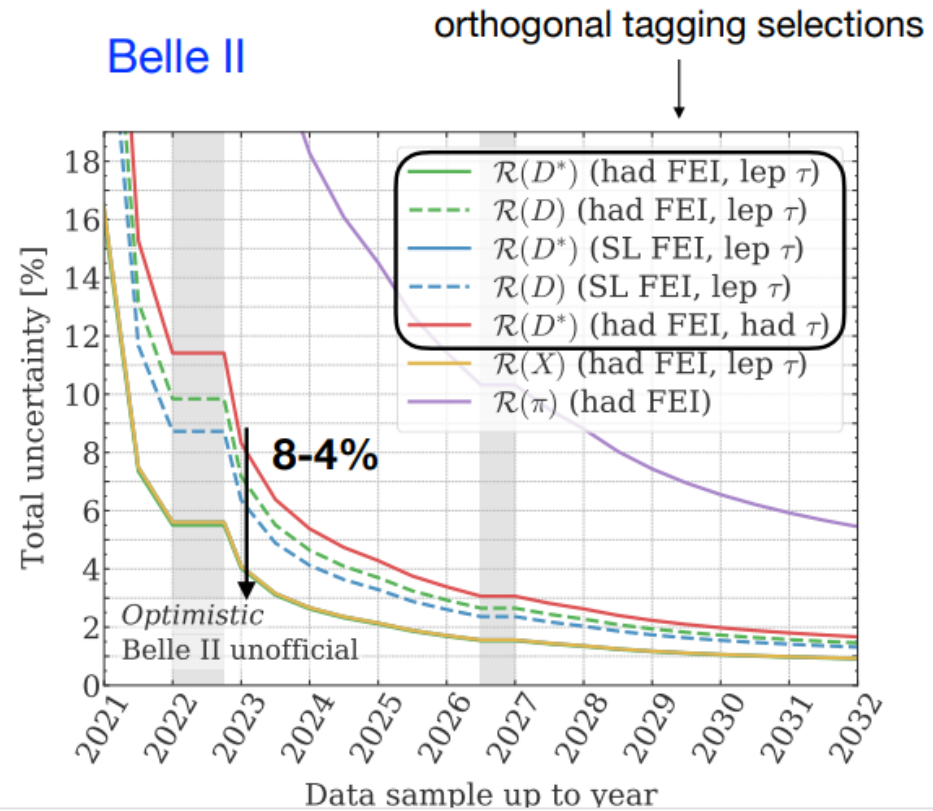 orthogonal tagging selections
Belle II
18
16
14
12
10
8
6
4
2
0
Total uncertainty [%]
R(D*) (had FEI, lep τ)
R(D) (had FEI, lep τ)
R(D*) (SL FEI, lep τ)
R(D) (SL FEI, lep τ)
R(D*) (had FEI, had τ)
R(X) (had FEI, lep τ)
R(π) (had FEI)
8-4%
Optimistic
Belle II unofficial
2021 2022 2023 2024 2025 2026 2027 2028 2029 2030 2031 2032
Data sample up to year